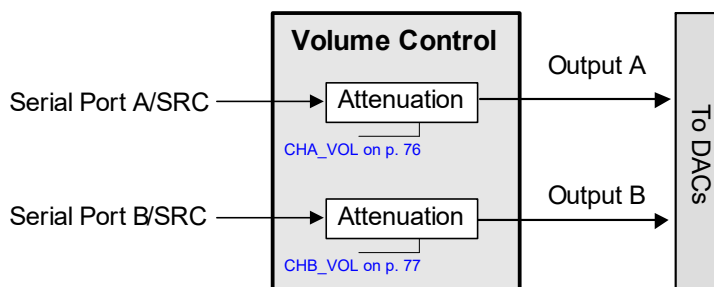 Volume Control
Serial Port A/SRC
Attenuation
Output A
CHA_VOL on p. 76
Serial Port B/SRC
Attenuation
Output B
CHB_VOL on p. 77
To DACs